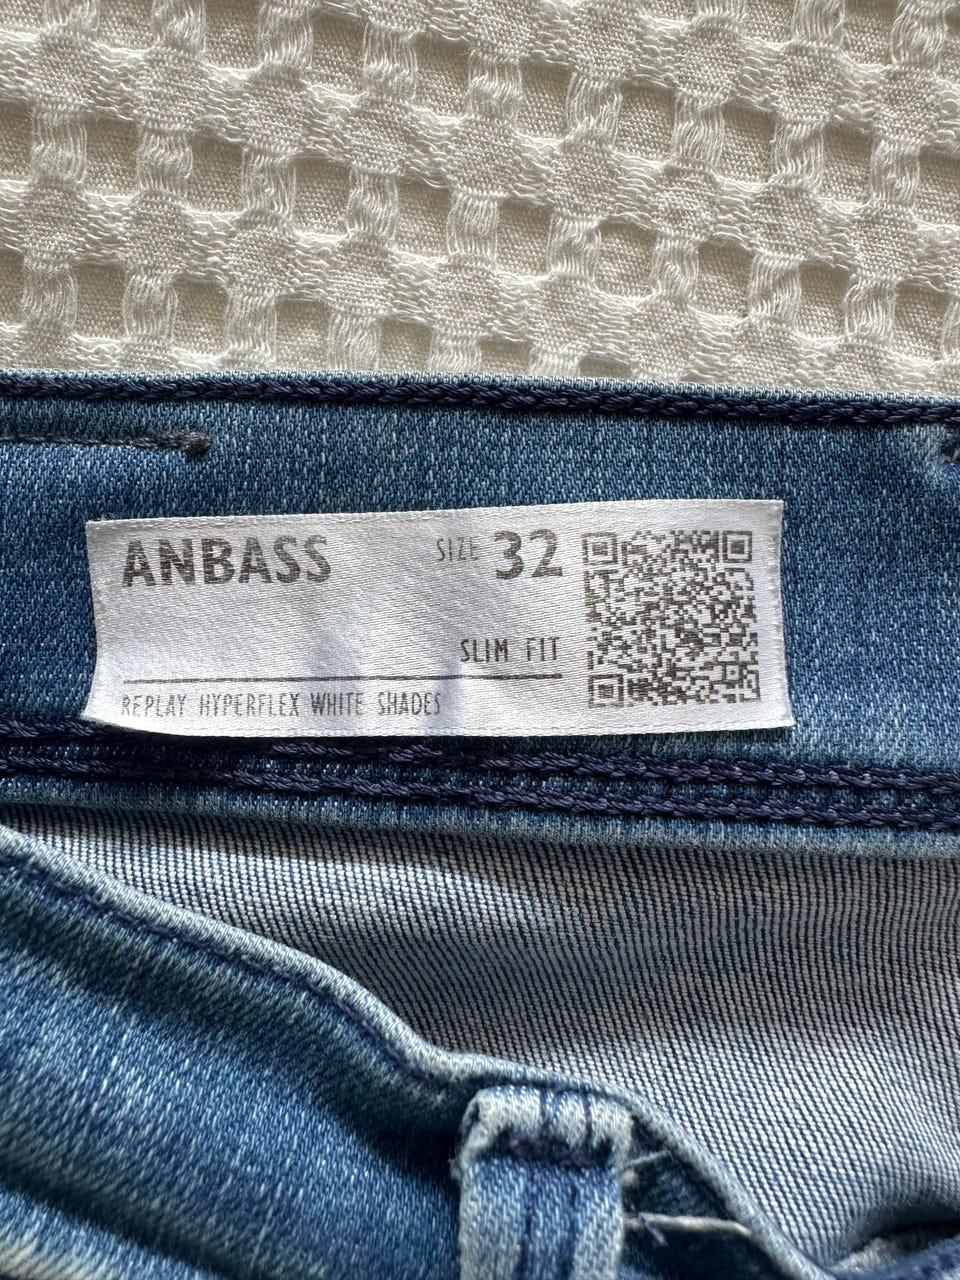 ANBASS SIZE 32
SLIM FIT
REPLAY HYPERFLEX WHITE SHADES